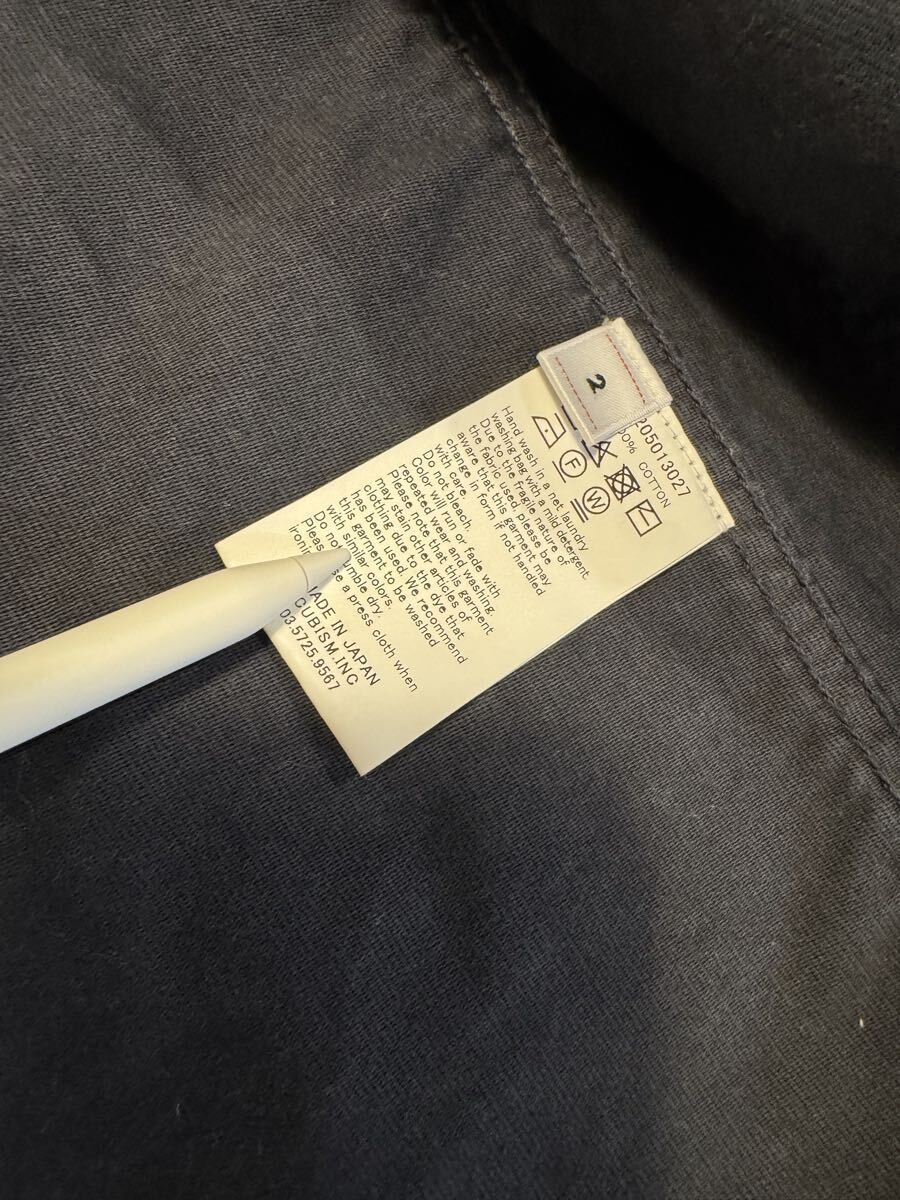 2
205013027
00% COTTON
F
W
Hand wash in a net laundry
washing bag with a mild detergent.
Due to the fragile nature of
the fabric used, please be
aware that this garment may
change in form if not handled
with care.
Do not bleach.
Color will run or fade with
repeated wear and washing.
Please note that this garment
may stain other articles of
clothing due to the dye that
has been used. We recommend
this garment to be washed
with similar colors.
Do not umble dry.
Please e a press cloth when
ironi
ADE IN JAPAN
CUBISM.INC
03.5725.9567